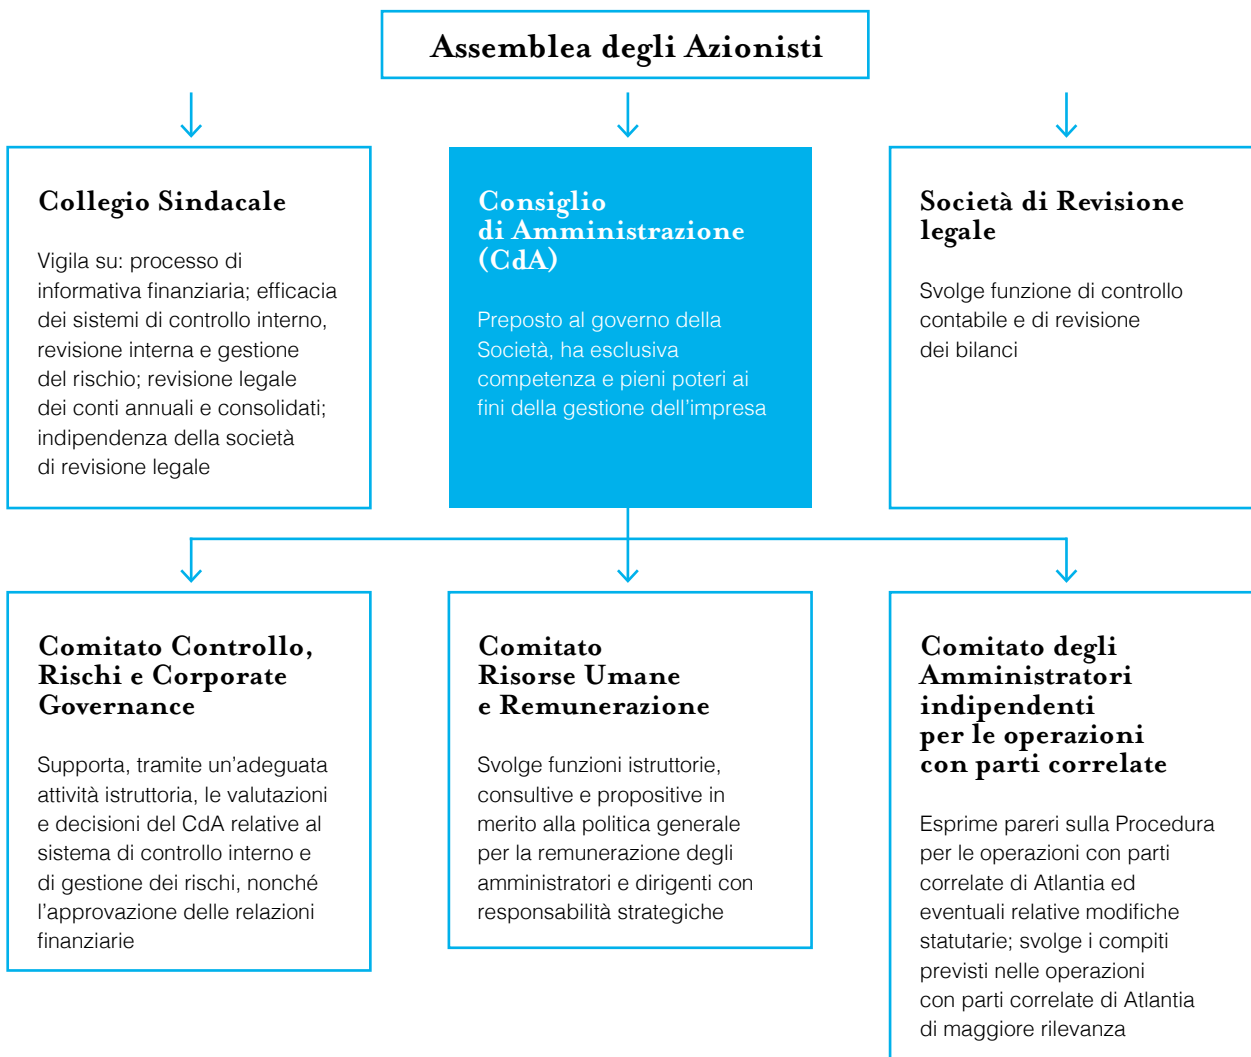 Assemblea degli Azionisti
Collegio Sindacale
Vigila su: processo di
informativa finanziaria; efficacia
dei sistemi di controllo interno,
revisione interna e gestione
del rischio; revisione legale
dei conti annuali e consolidati;
indipendenza della società
di revisione legale
Consiglio
di Amministrazione
(CdA)
Preposto al governo della
Società, ha esclusiva
competenza e pieni poteri ai
fini della gestione dell'impresa
Società di Revisione
legale
Svolge funzione di controllo
contabile e di revisione
dei bilanci
Comitato Controllo,
Rischi e Corporate
Governance
Supporta, tramite un'adeguata
attività istruttoria, le valutazioni
e decisioni del CdA relative al
sistema di controllo interno e
di gestione dei rischi, nonché
l'approvazione delle relazioni
finanziarie
Comitato
Risorse Umane
e Remunerazione
Svolge funzioni istruttorie,
consultive e propositive in
merito alla politica generale
per la remunerazione degli
amministratori e dirigenti con
responsabilità strategiche
Comitato degli
Amministratori
indipendenti
per le operazioni
con parti correlate
Esprime pareri sulla Procedura
per le operazioni con parti
correlate di Atlantia ed
eventuali relative modifiche
statutarie; svolge i compiti
previsti nelle operazioni
con parti correlate di Atlantia
di maggiore rilevanza